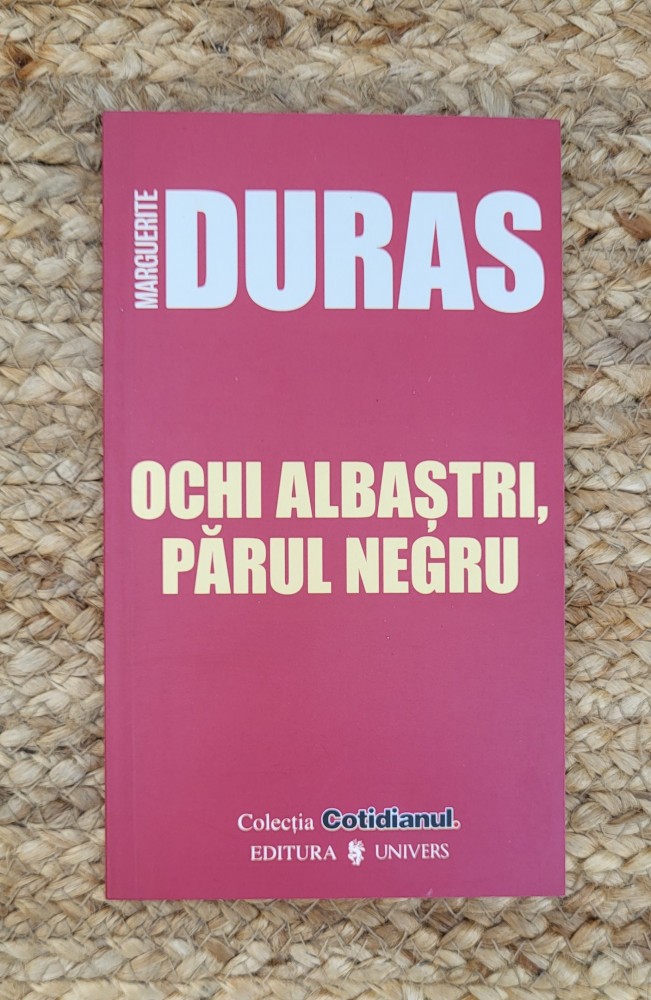 MARGUERITE
DURAS
OCHI ALBAȘTRI,
PĂRUL NEGRU
Colecția Cotidianul.
EDITURA UNIVERS